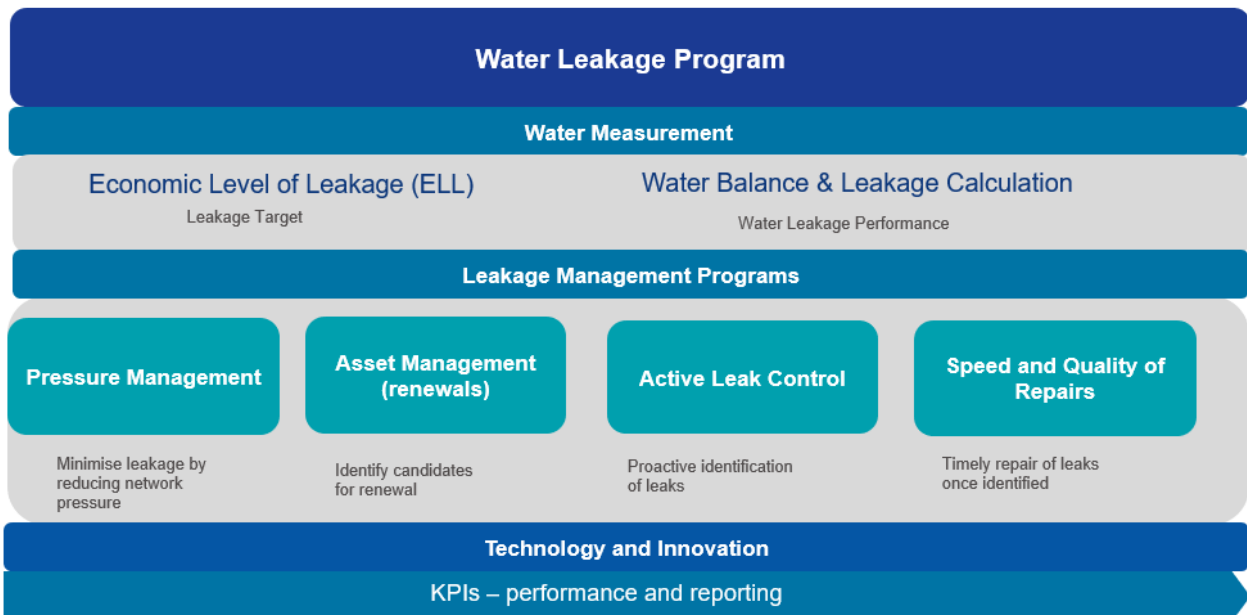 Water Leakage Program
Water Measurement
Economic Level of Leakage (ELL)
Leakage Target
Water Balance & Leakage Calculation
Water Leakage Performance
Leakage Management Programs
Pressure Management
Minimise leakage by
reducing network
pressure
Asset Management
(renewals)
Identify candidates
for renewal
Active Leak Control
Proactive identification
of leaks
Speed and Quality of
Repairs
Timely repair of leaks
once identified
Technology and Innovation
KPIs – performance and reporting